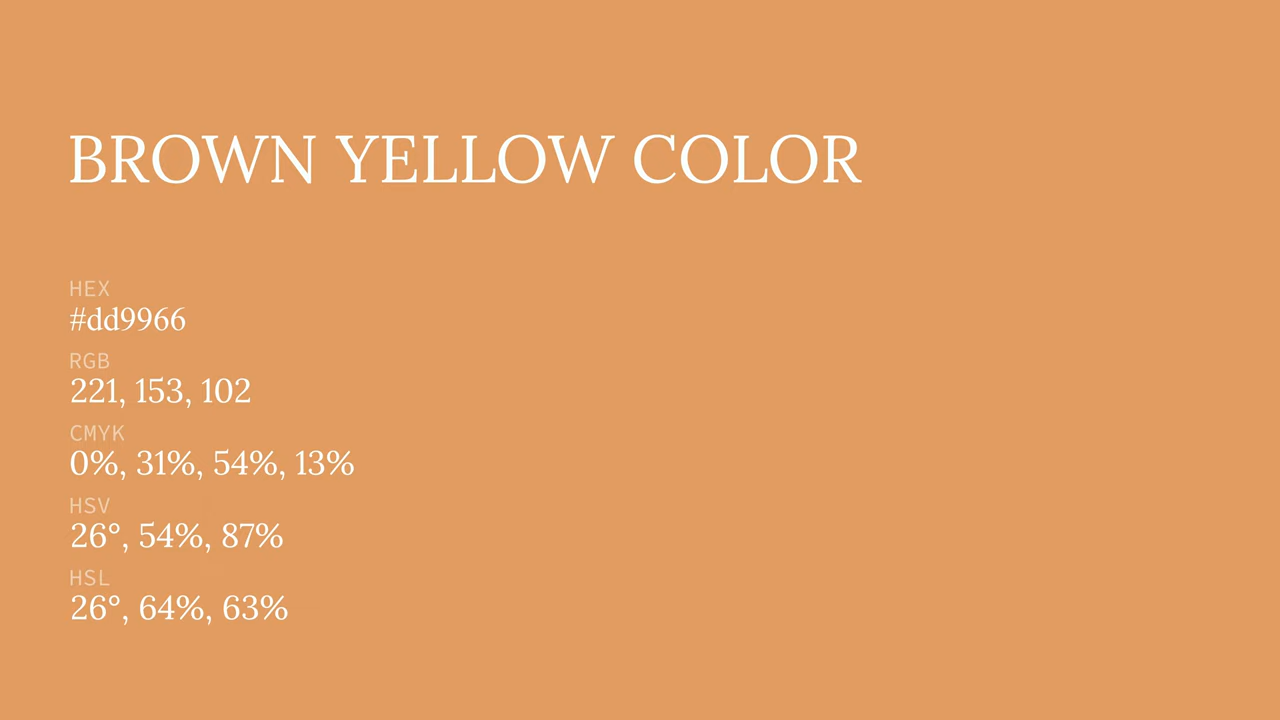 BROWN YELLOW COLOR
HEX
#dd9966
RGB
221, 153, 102
CMYK
0%, 31%, 54%, 13%
HSV
26°, 54%, 87%
HSL
26°, 64%, 63%